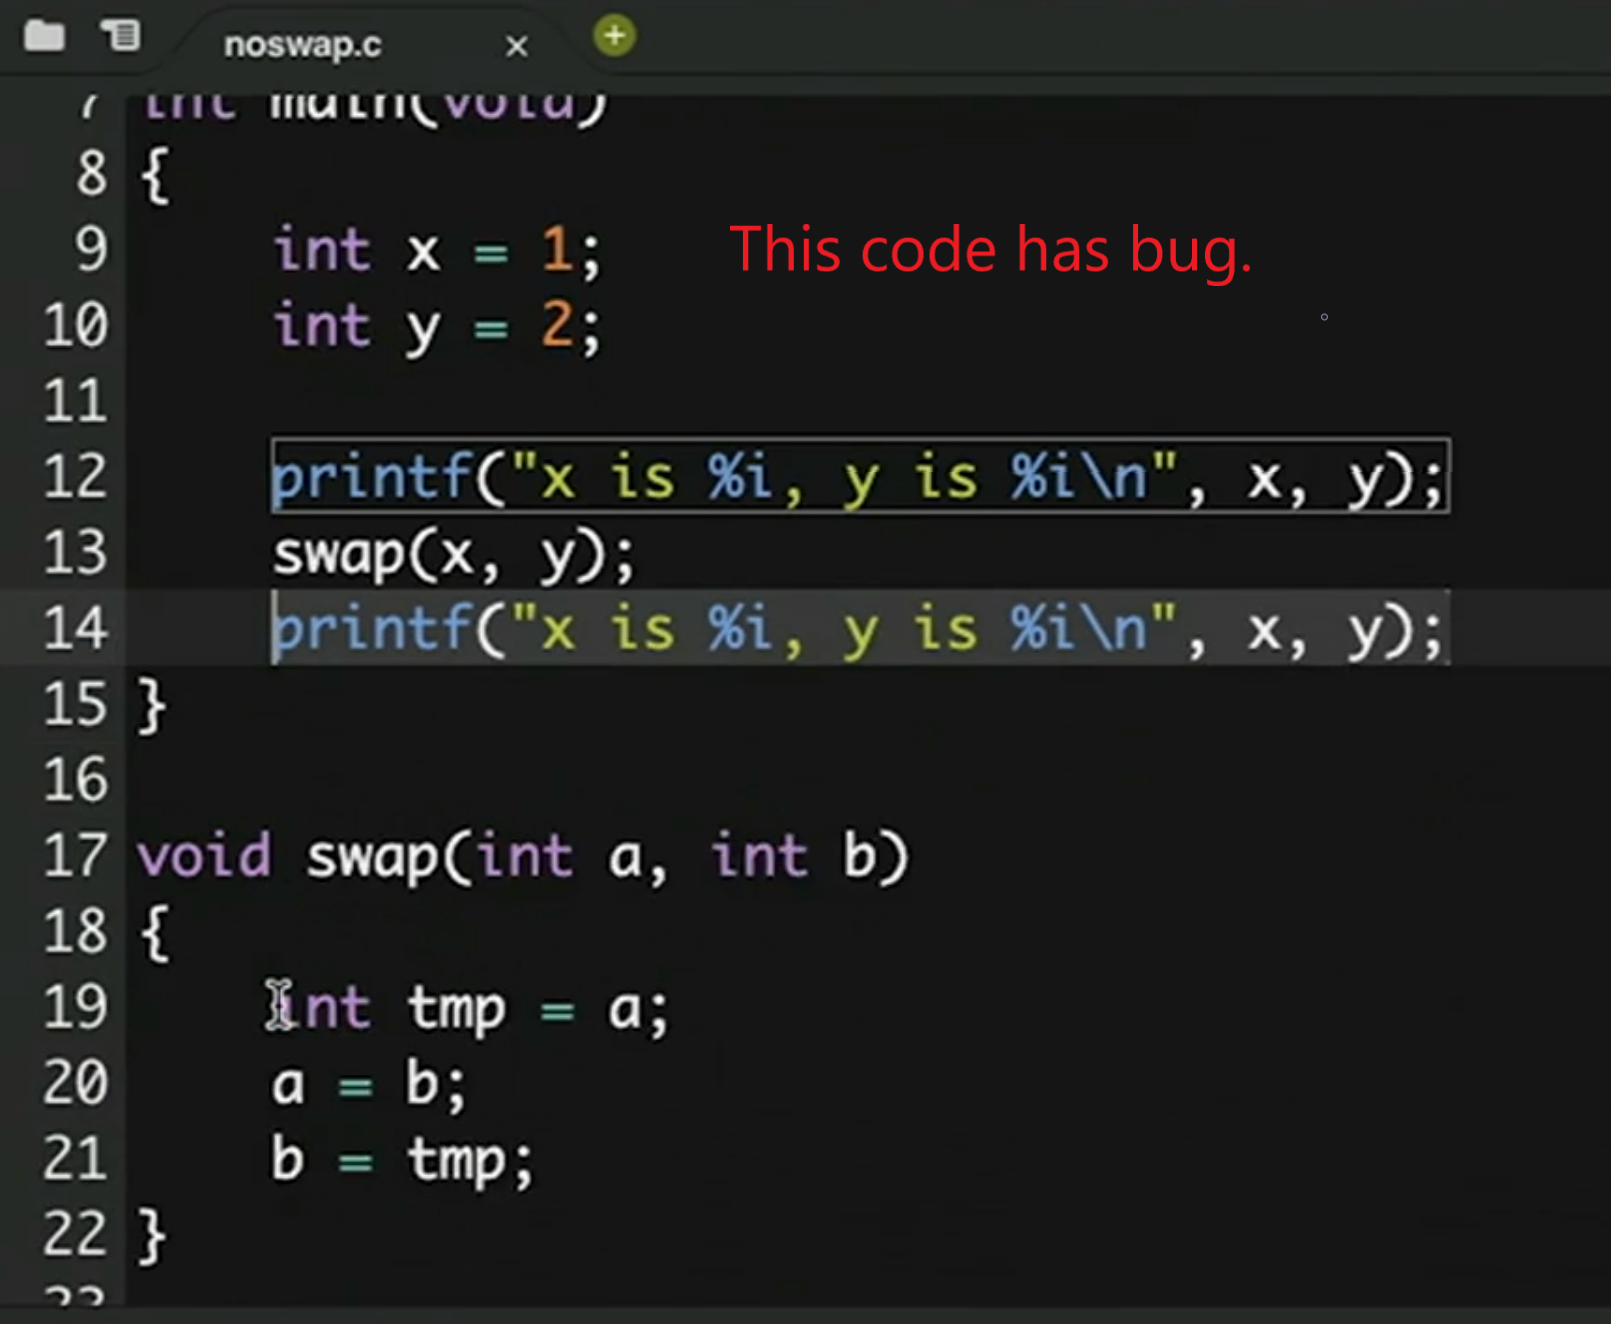 noswap.c
7 int main(void)
8 {
9 int x = 1;
This code has bug.
10 int y = 2;
11
12 printf("x is %i, y is %i\n", x, y);
13 swap(x, y);
14 printf("x is %i, y is %i\n", x, y);
15 }
16
17 void swap(int a, int b)
18 {
19 int tmp = a;
20 a = b;
21 b = tmp;
22 }
23